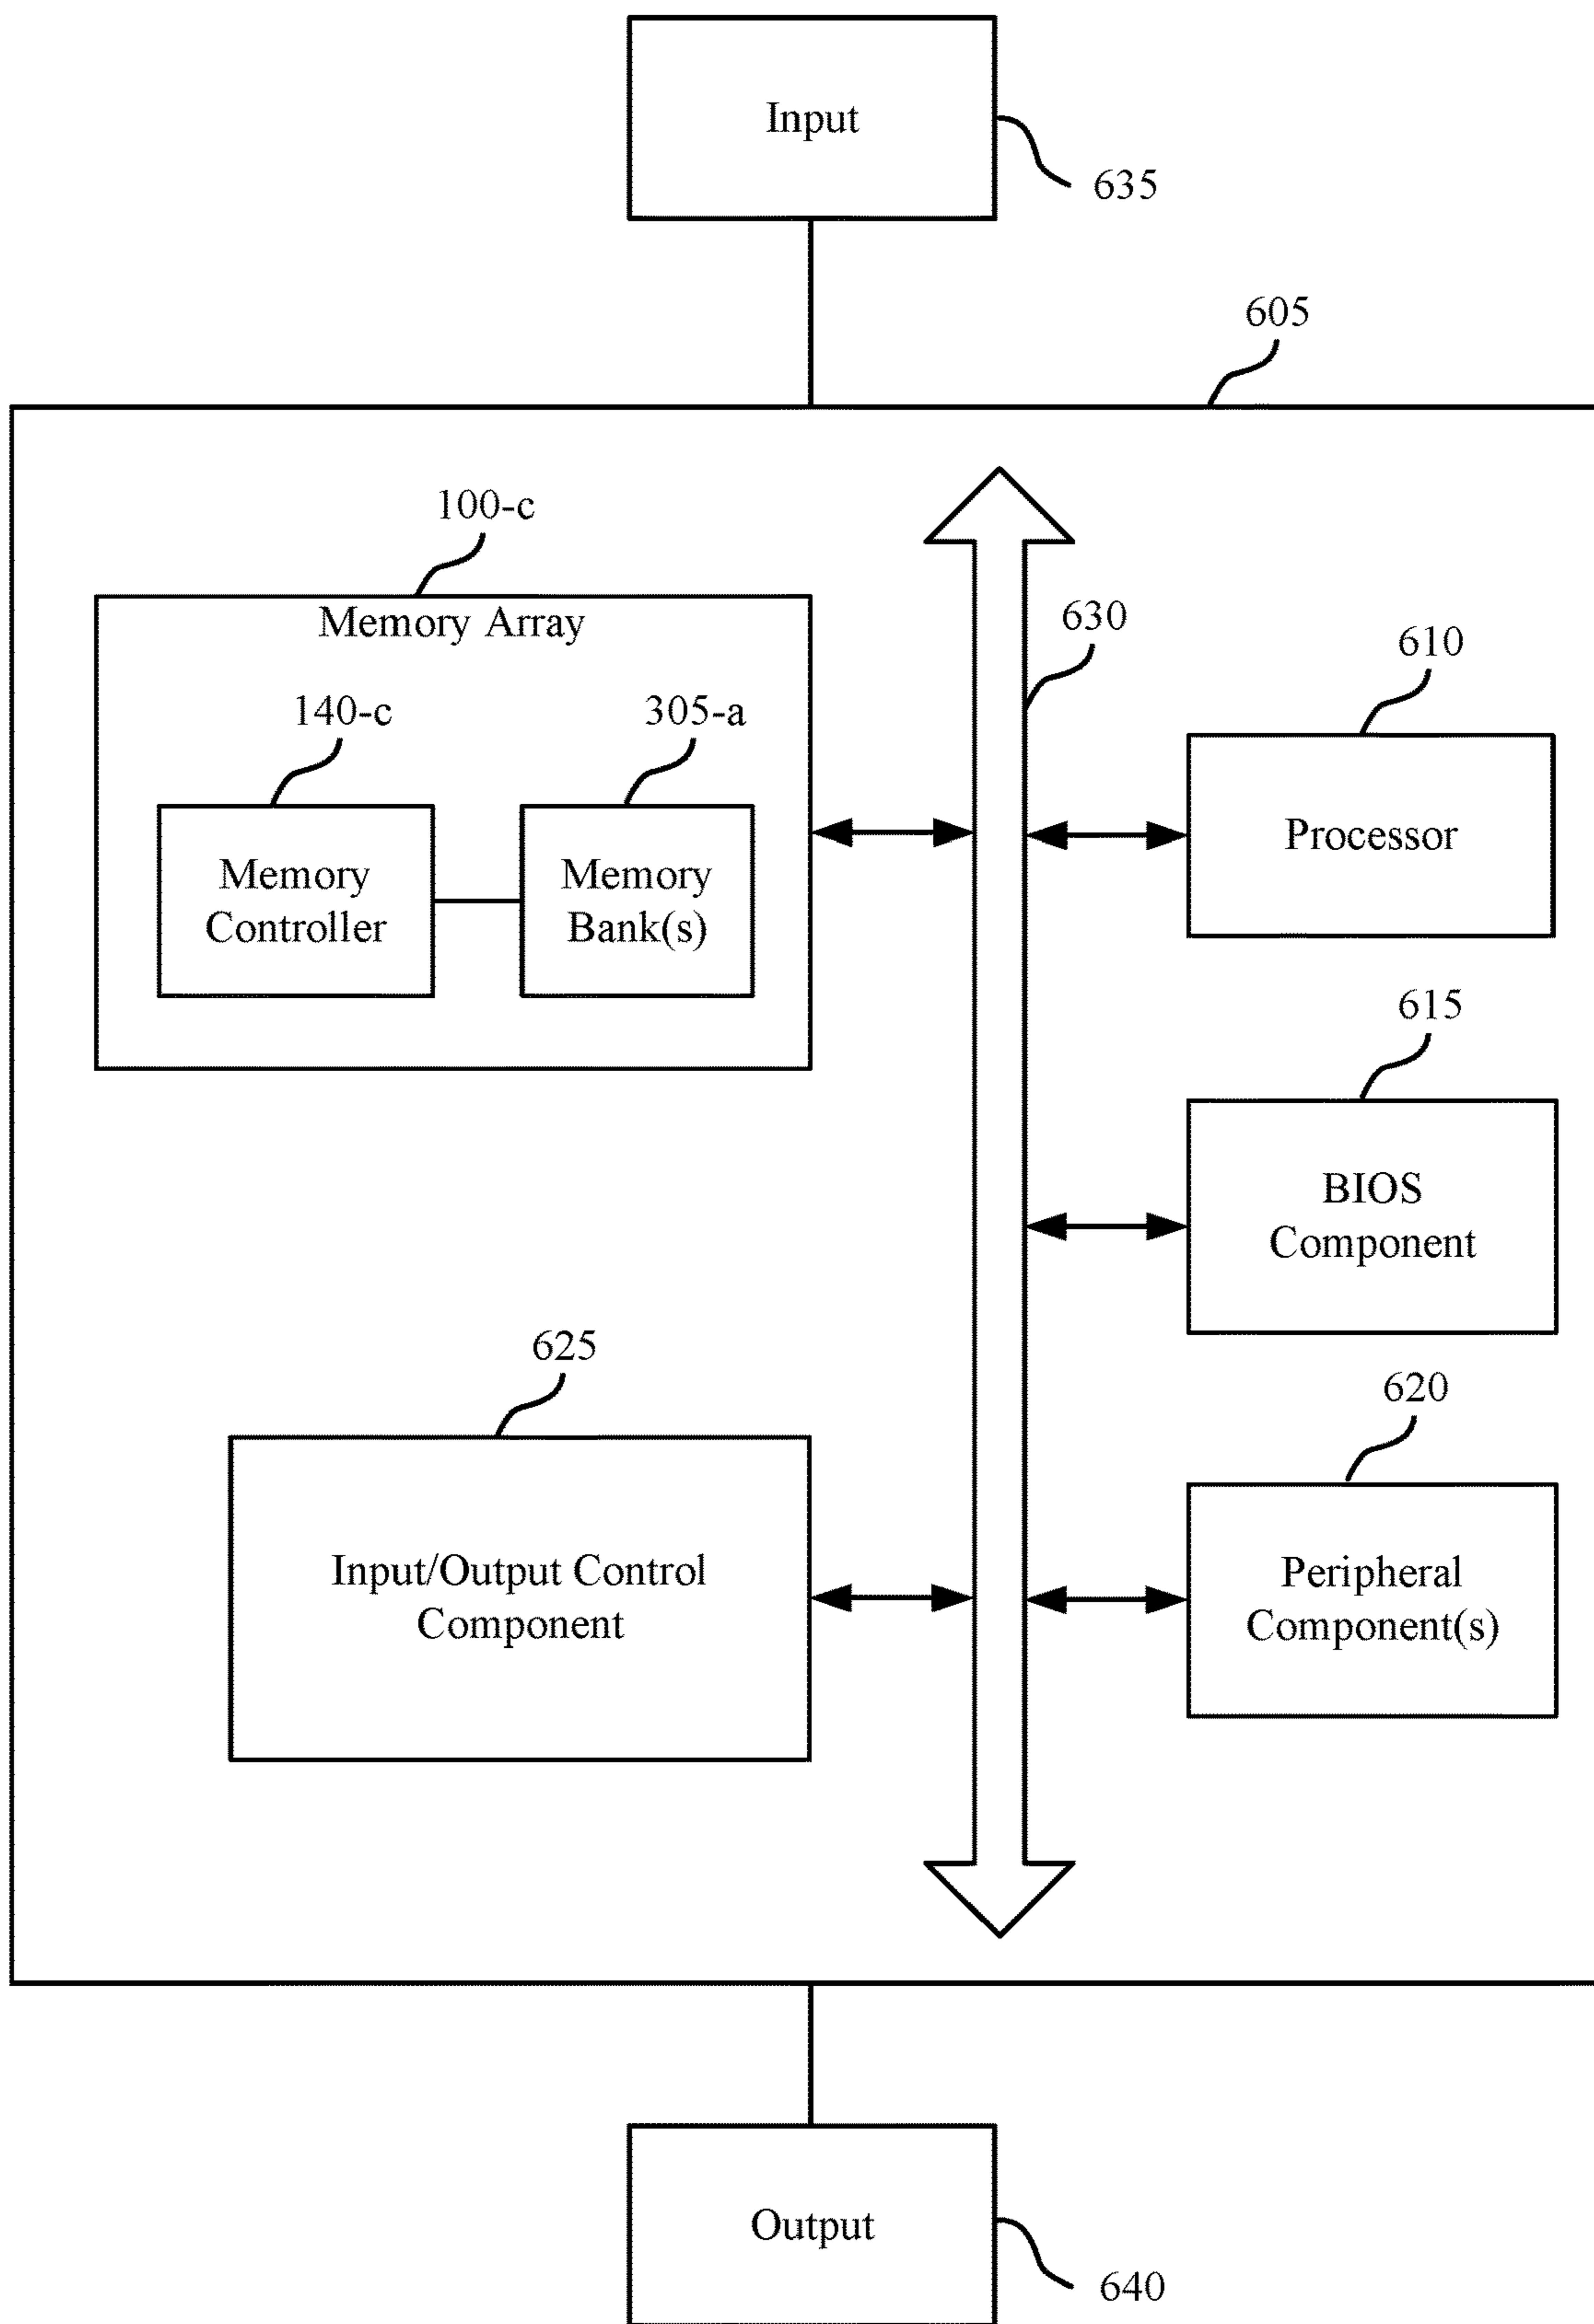 Input
635
605
100-c
Memory Array
630
610
140-c
305-a
Processor
Memory
Controller
Memory
Bank(s)
615
BIOS
Component
625
620
Input/Output Control
Component
Peripheral
Component(s)
Output
640